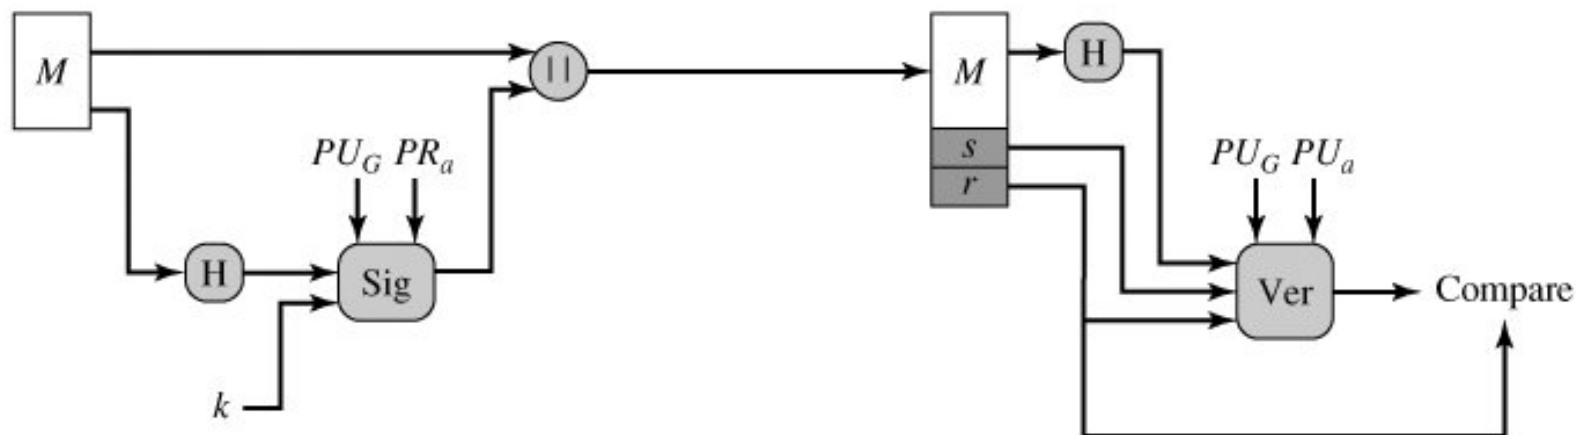 M
||
M
H
s
r
PU_G PR_a
PU_G PU_a
H
Sig
Ver
Compare
k